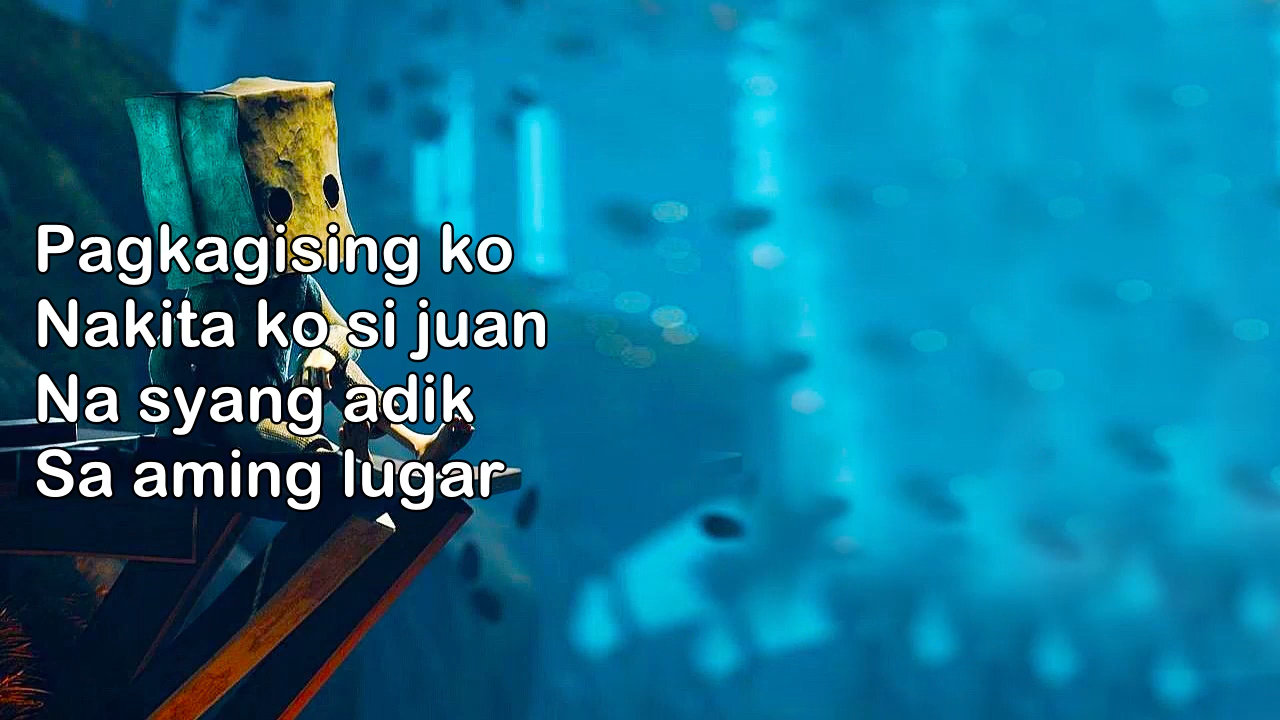 Pagkagising ko
Nakita ko si juan
Na syang adik
Sa aming lugar